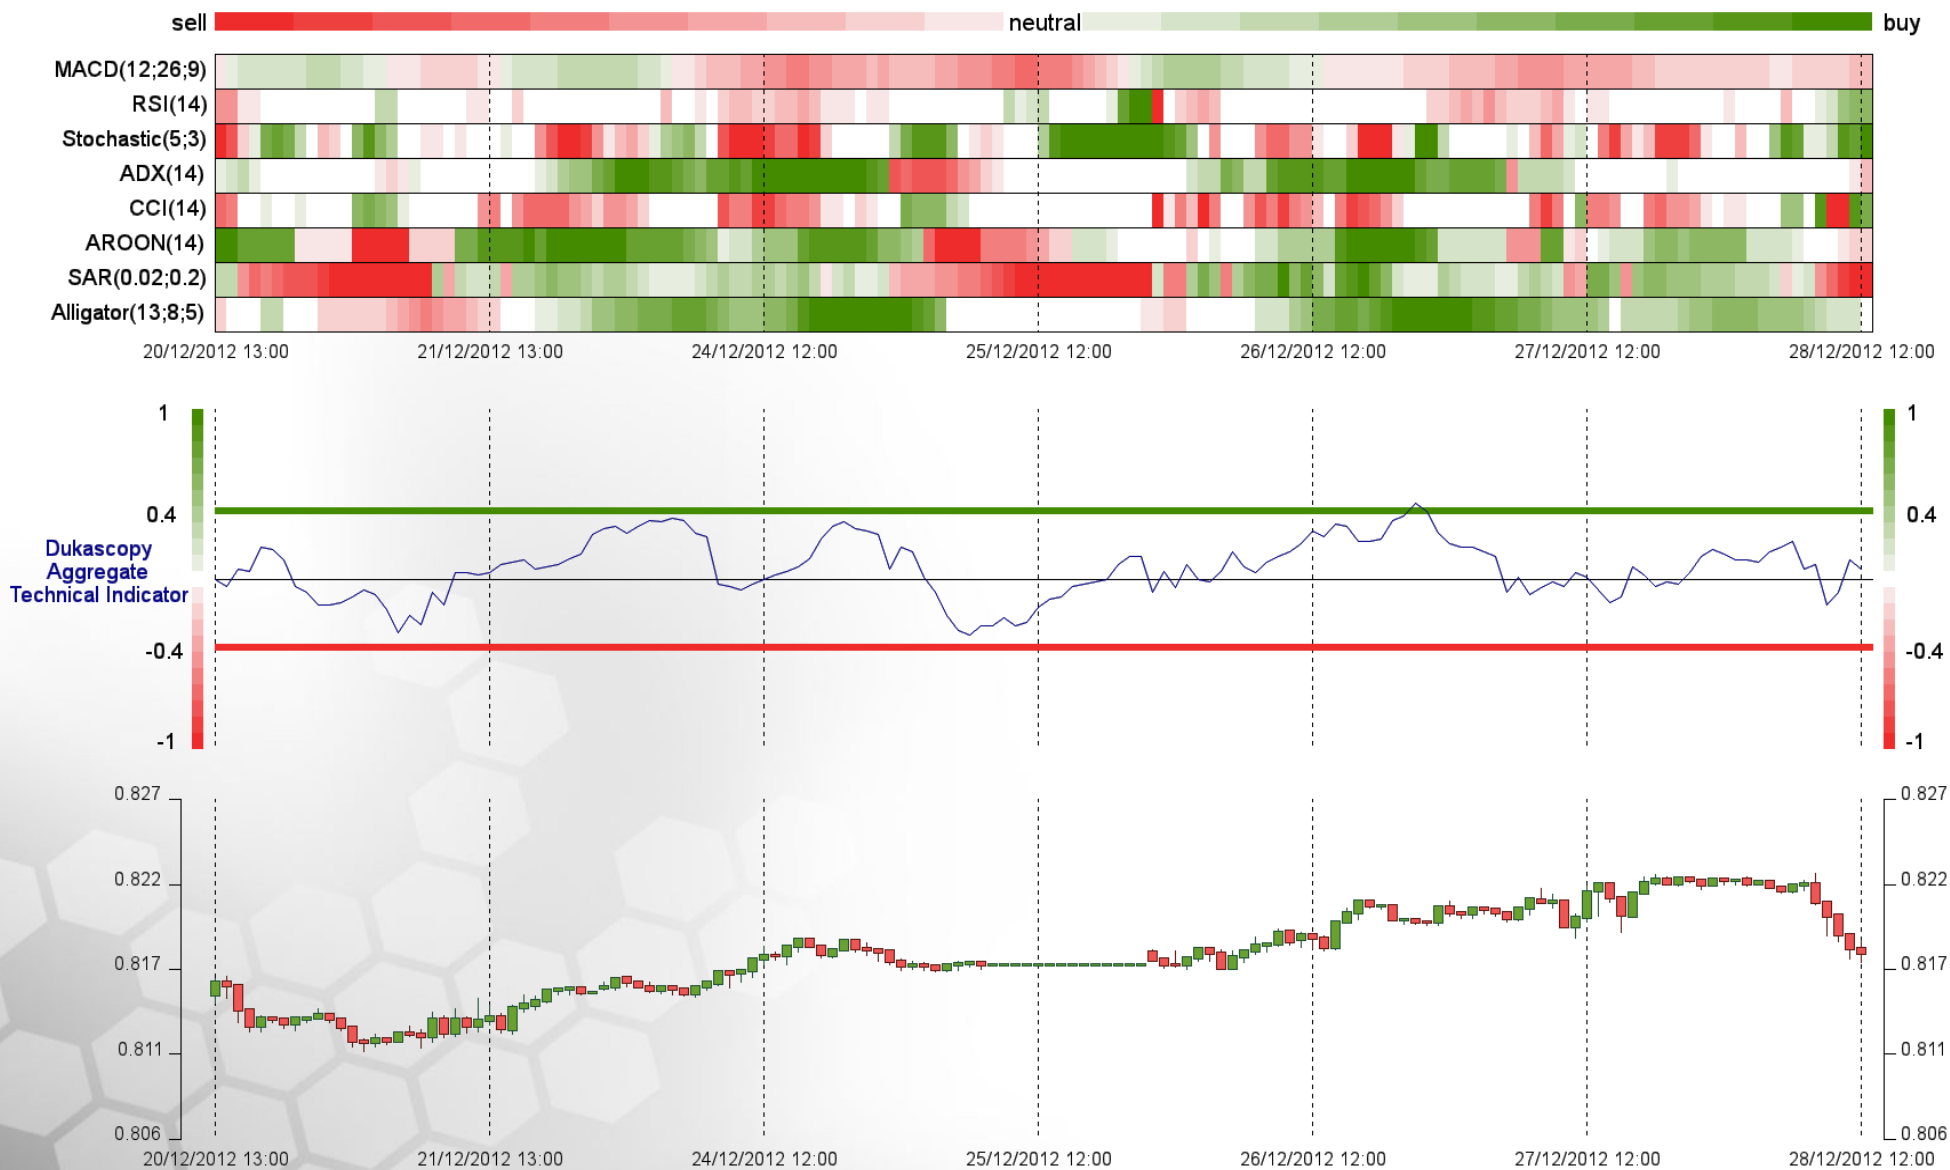 sell neutral buy
MACD(12;26;9)
RSI(14)
Stochastic(5;3)
ADX(14)
CCI(14)
AROON(14)
SAR(0.02;0.2)
Alligator(13;8;5)
20/12/2012 13:00 21/12/2012 13:00 24/12/2012 12:00 25/12/2012 12:00 26/12/2012 12:00 27/12/2012 12:00 28/12/2012 12:00
1 1
0.4 0.4
Dukascopy
Aggregate
Technical Indicator
-0.4 -0.4
-1 -1
0.827 0.827
0.822 0.822
0.817 0.817
0.811 0.811
0.806 0.806
20/12/2012 13:00 21/12/2012 13:00 24/12/2012 12:00 25/12/2012 12:00 26/12/2012 12:00 27/12/2012 12:00 28/12/2012 12:00